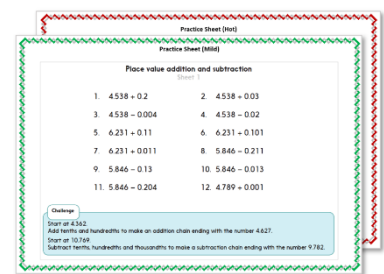 Practice Sheet (Hot)
Practice Sheet (Mild)
Place value addition and subtraction
Sheet 1
1. 4.538 + 0.2 2. 4.538 + 0.03
3. 4.538 – 0.004 4. 4.538 – 0.02
5. 6.231 + 0.11 6. 6.231 + 0.101
7. 6.231 + 0.011 8. 5.846 – 0.211
9. 5.846 – 0.13 10. 5.846 – 0.013
11. 5.846 – 0.204 12. 4.789 + 0.001
Challenge
Start at 4.362.
Add tenths and hundredths to make an addition chain ending with the number 4.627.
Start at 10.769.
Subtract tenths, hundredths and thousandths to make a subtraction chain ending with the number 9.782.